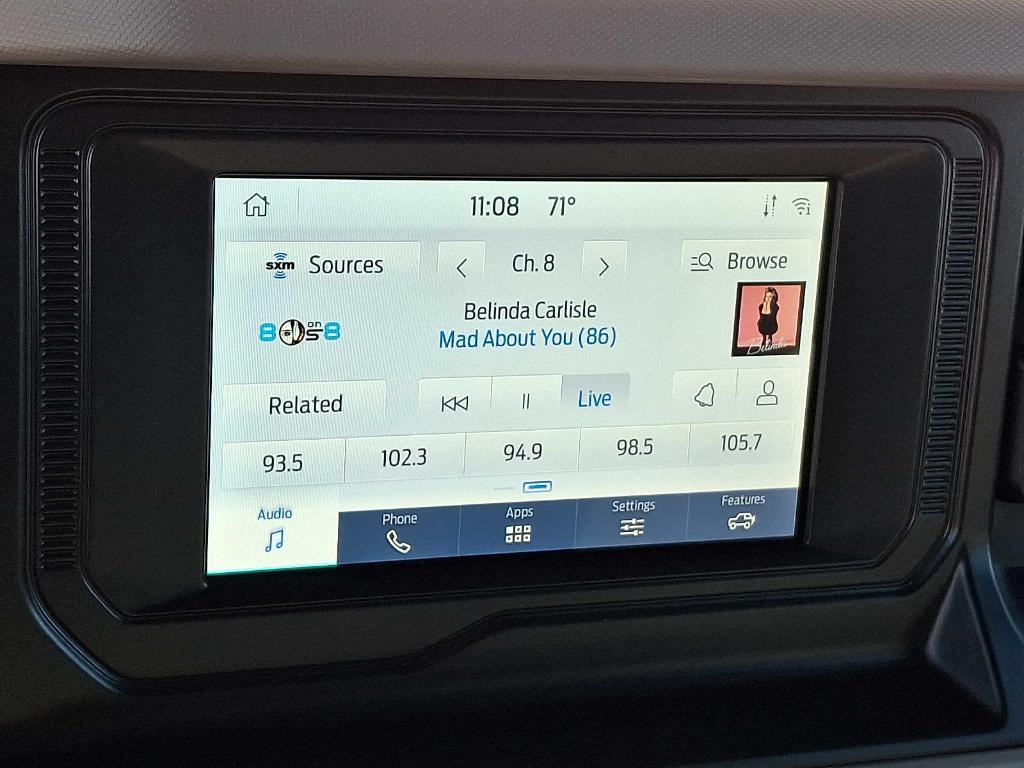 11:08 71°
sxm Sources
Ch. 8
Browse
Belinda Carlisle
Mad About You (86)
8 on 8
Belinda
Related
Live
93.5 102.3 94.9 98.5 105.7
Audio Phone Apps Settings Features